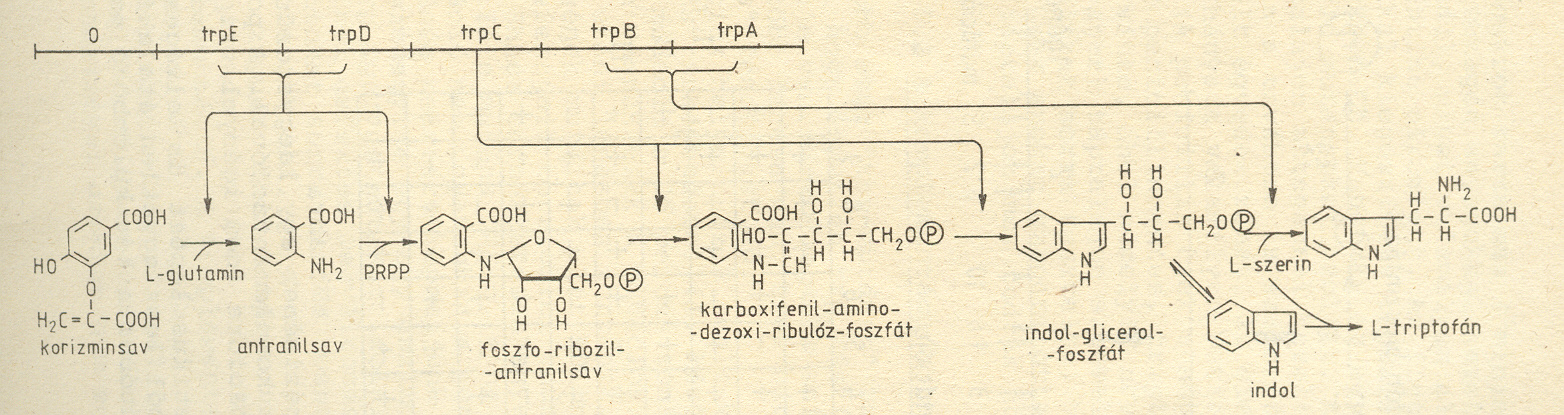 O trpE trpD trpC trpB trpA
COOH
HO
O
H₂C=C-COOH
korizminsav
L-glutamin
COOH
NH₂
antranilsav
PRPP
COOH
O
NH
CH₂O(P)
O O
H H
foszfo-ribozil-
-antranilsav
H H
O O
COOH
HO-C-C-C-CH₂O(P)
H H
N-CH
H
karboxifenil-amino-
-dezoxi-ribulóz-foszfát
H H
O O
C-C-CH₂O(P)
H H
N
H
indol-glicerol-
-foszfát
L-szerin
H NH₂
C-C-COOH
H H
N
H
L-triptofán
N
H
indol